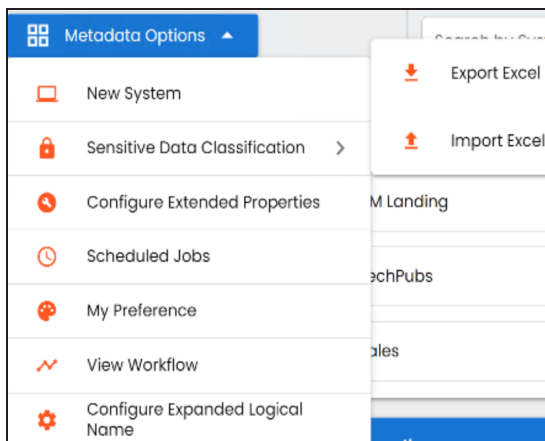 Metadata Options
Export Excel
New System
Import Excel
Sensitive Data Classification
Configure Extended Properties
M Landing
Scheduled Jobs
echPubs
My Preference
ales
View Workflow
Configure Expanded Logical
Name